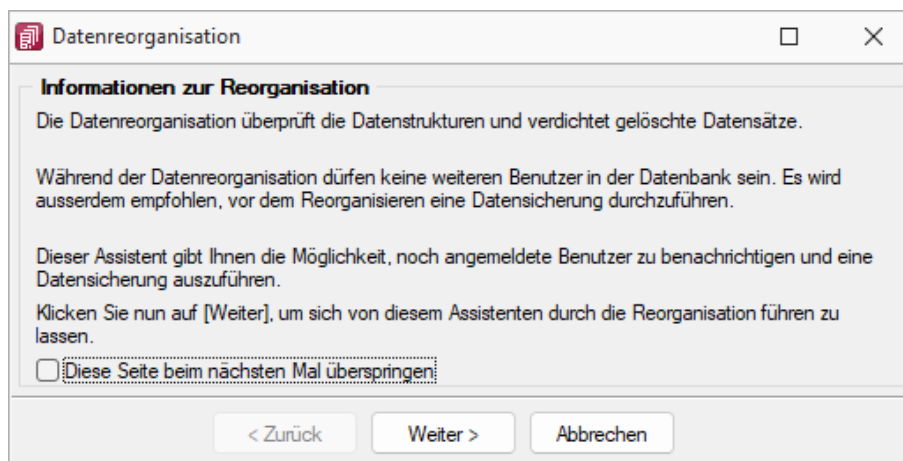 Datenreorganisation
Informationen zur Reorganisation
Die Datenreorganisation überprüft die Datenstrukturen und verdichtet gelöschte Datensätze.
Während der Datenreorganisation dürfen keine weiteren Benutzer in der Datenbank sein. Es wird
ausserdem empfohlen, vor dem Reorganisieren eine Datensicherung durchzuführen.
Dieser Assistent gibt Ihnen die Möglichkeit, noch angemeldete Benutzer zu benachrichtigen und eine
Datensicherung auszuführen.
Klicken Sie nun auf [Weiter], um sich von diesem Assistenten durch die Reorganisation führen zu
lassen.
Diese Seite beim nächsten Mal überspringen
< Zurück Weiter > Abbrechen